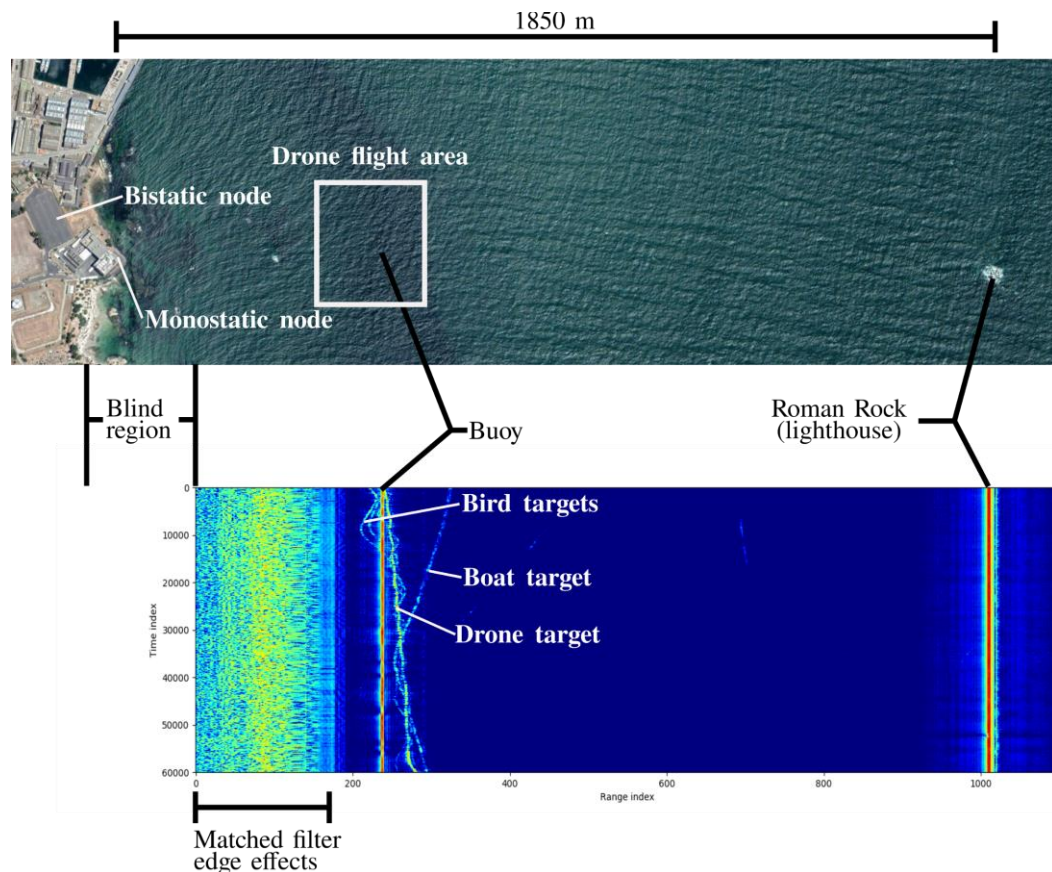 1850 m
Drone flight area
Bistatic node
Monostatic node
Blind
region
Buoy
Roman Rock
(lighthouse)
0
10000
20000
30000
40000
50000
60000
Time index
Bird targets
Boat target
Drone target
0
200
400
600
800
1000
Range index
Matched filter
edge effects